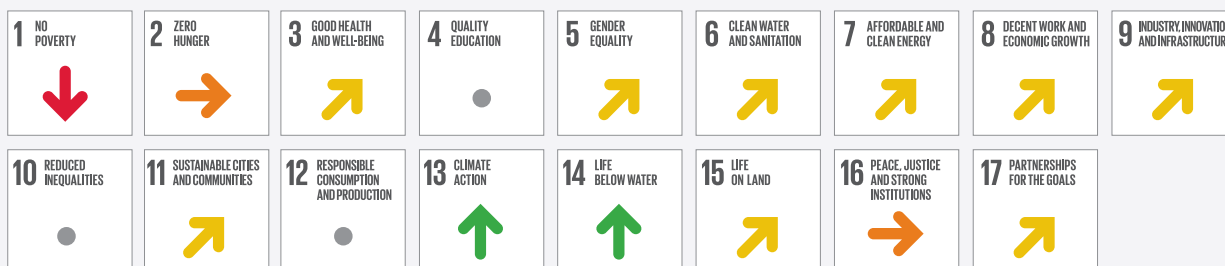 1 NO
POVERTY
2 ZERO
HUNGER
3 GOOD HEALTH
AND WELL-BEING
4 QUALITY
EDUCATION
5 GENDER
EQUALITY
6 CLEAN WATER
AND SANITATION
7 AFFORDABLE AND
CLEAN ENERGY
8 DECENT WORK AND
ECONOMIC GROWTH
9 INDUSTRY, INNOVATIO
AND INFRASTRUCTUR
10 REDUCED
INEQUALITIES
11 SUSTAINABLE CITIES
AND COMMUNITIES
12 RESPONSIBLE
CONSUMPTION
AND PRODUCTION
13 CLIMATE
ACTION
14 LIFE
BELOW WATER
15 LIFE
ON LAND
16 PEACE, JUSTICE
AND STRONG
INSTITUTIONS
17 PARTNERSHIPS
FOR THE GOALS